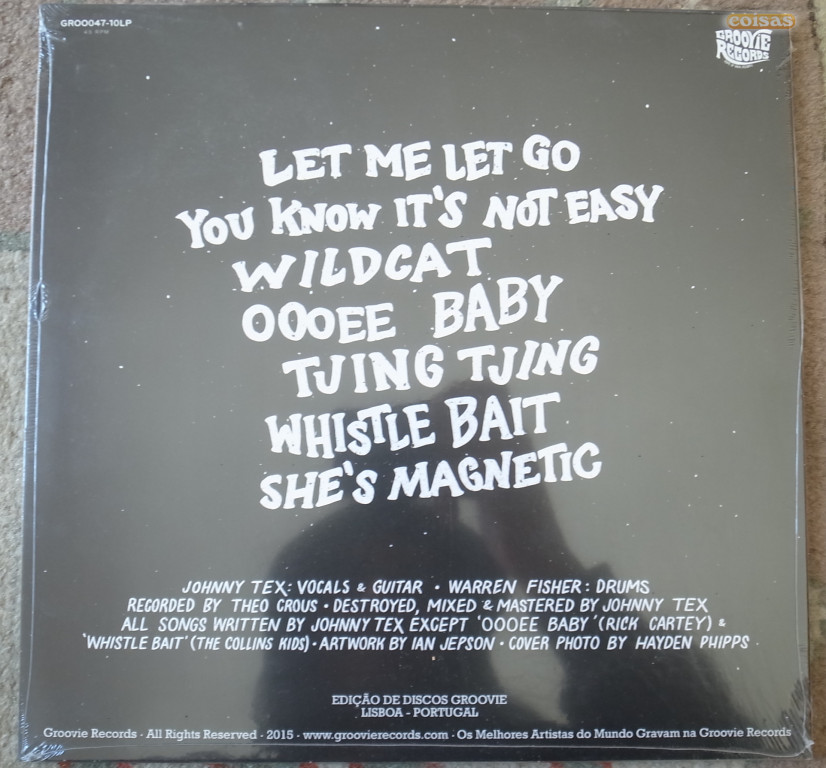 GROO047-10LP
45 RPM
coisas
GROOVIE
RECORDS
LET ME LET GO
YOU KNOW IT'S NOT EASY
WILDCAT
OOOEE BABY
TJING TJING
WHISTLE BAIT
SHE'S MAGNETIC
JOHNNY TEX: VOCALS & GUITAR • WARREN FISHER: DRUMS
RECORDED BY THEO CROUS • DESTROYED, MIXED & MASTERED BY JOHNNY TEX
ALL SONGS WRITTEN BY JOHNNY TEX EXCEPT 'OOOEE BABY' (RICK CARTEY) &
'WHISTLE BAIT' (THE COLLINS KIDS) • ARTWORK BY IAN JEPSON • COVER PHOTO BY HAYDEN PHIPPS
EDIÇÃO DE DISCOS GROOVIE
LISBOA - PORTUGAL
Groovie Records - All Rights Reserved - 2015 - www.groovierecords.com - Os Melhores Artistas do Mundo Gravam na Groovie Records